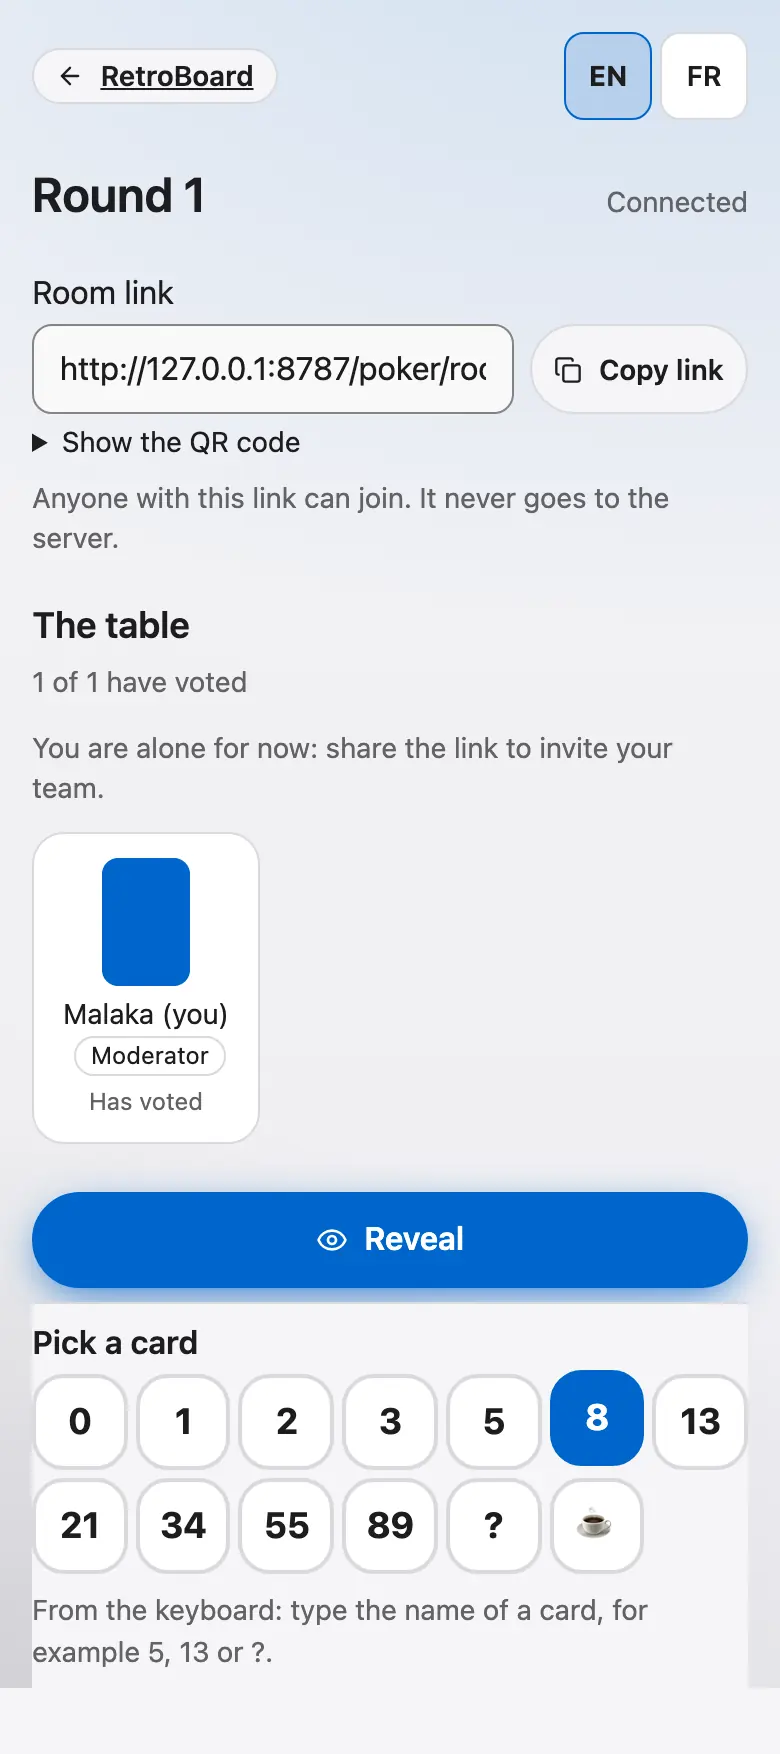 RetroBoard
EN
FR
Round 1
Connected
Room link
http://127.0.0.1:8787/poker/roo
Copy link
Show the QR code
Anyone with this link can join. It never goes to the
server.
The table
1 of 1 have voted
You are alone for now: share the link to invite your
team.
Malaka (you)
Moderator
Has voted
Reveal
Pick a card
0
1
2
3
5
8
13
21
34
55
89
?
From the keyboard: type the name of a card, for
example 5, 13 or ?.